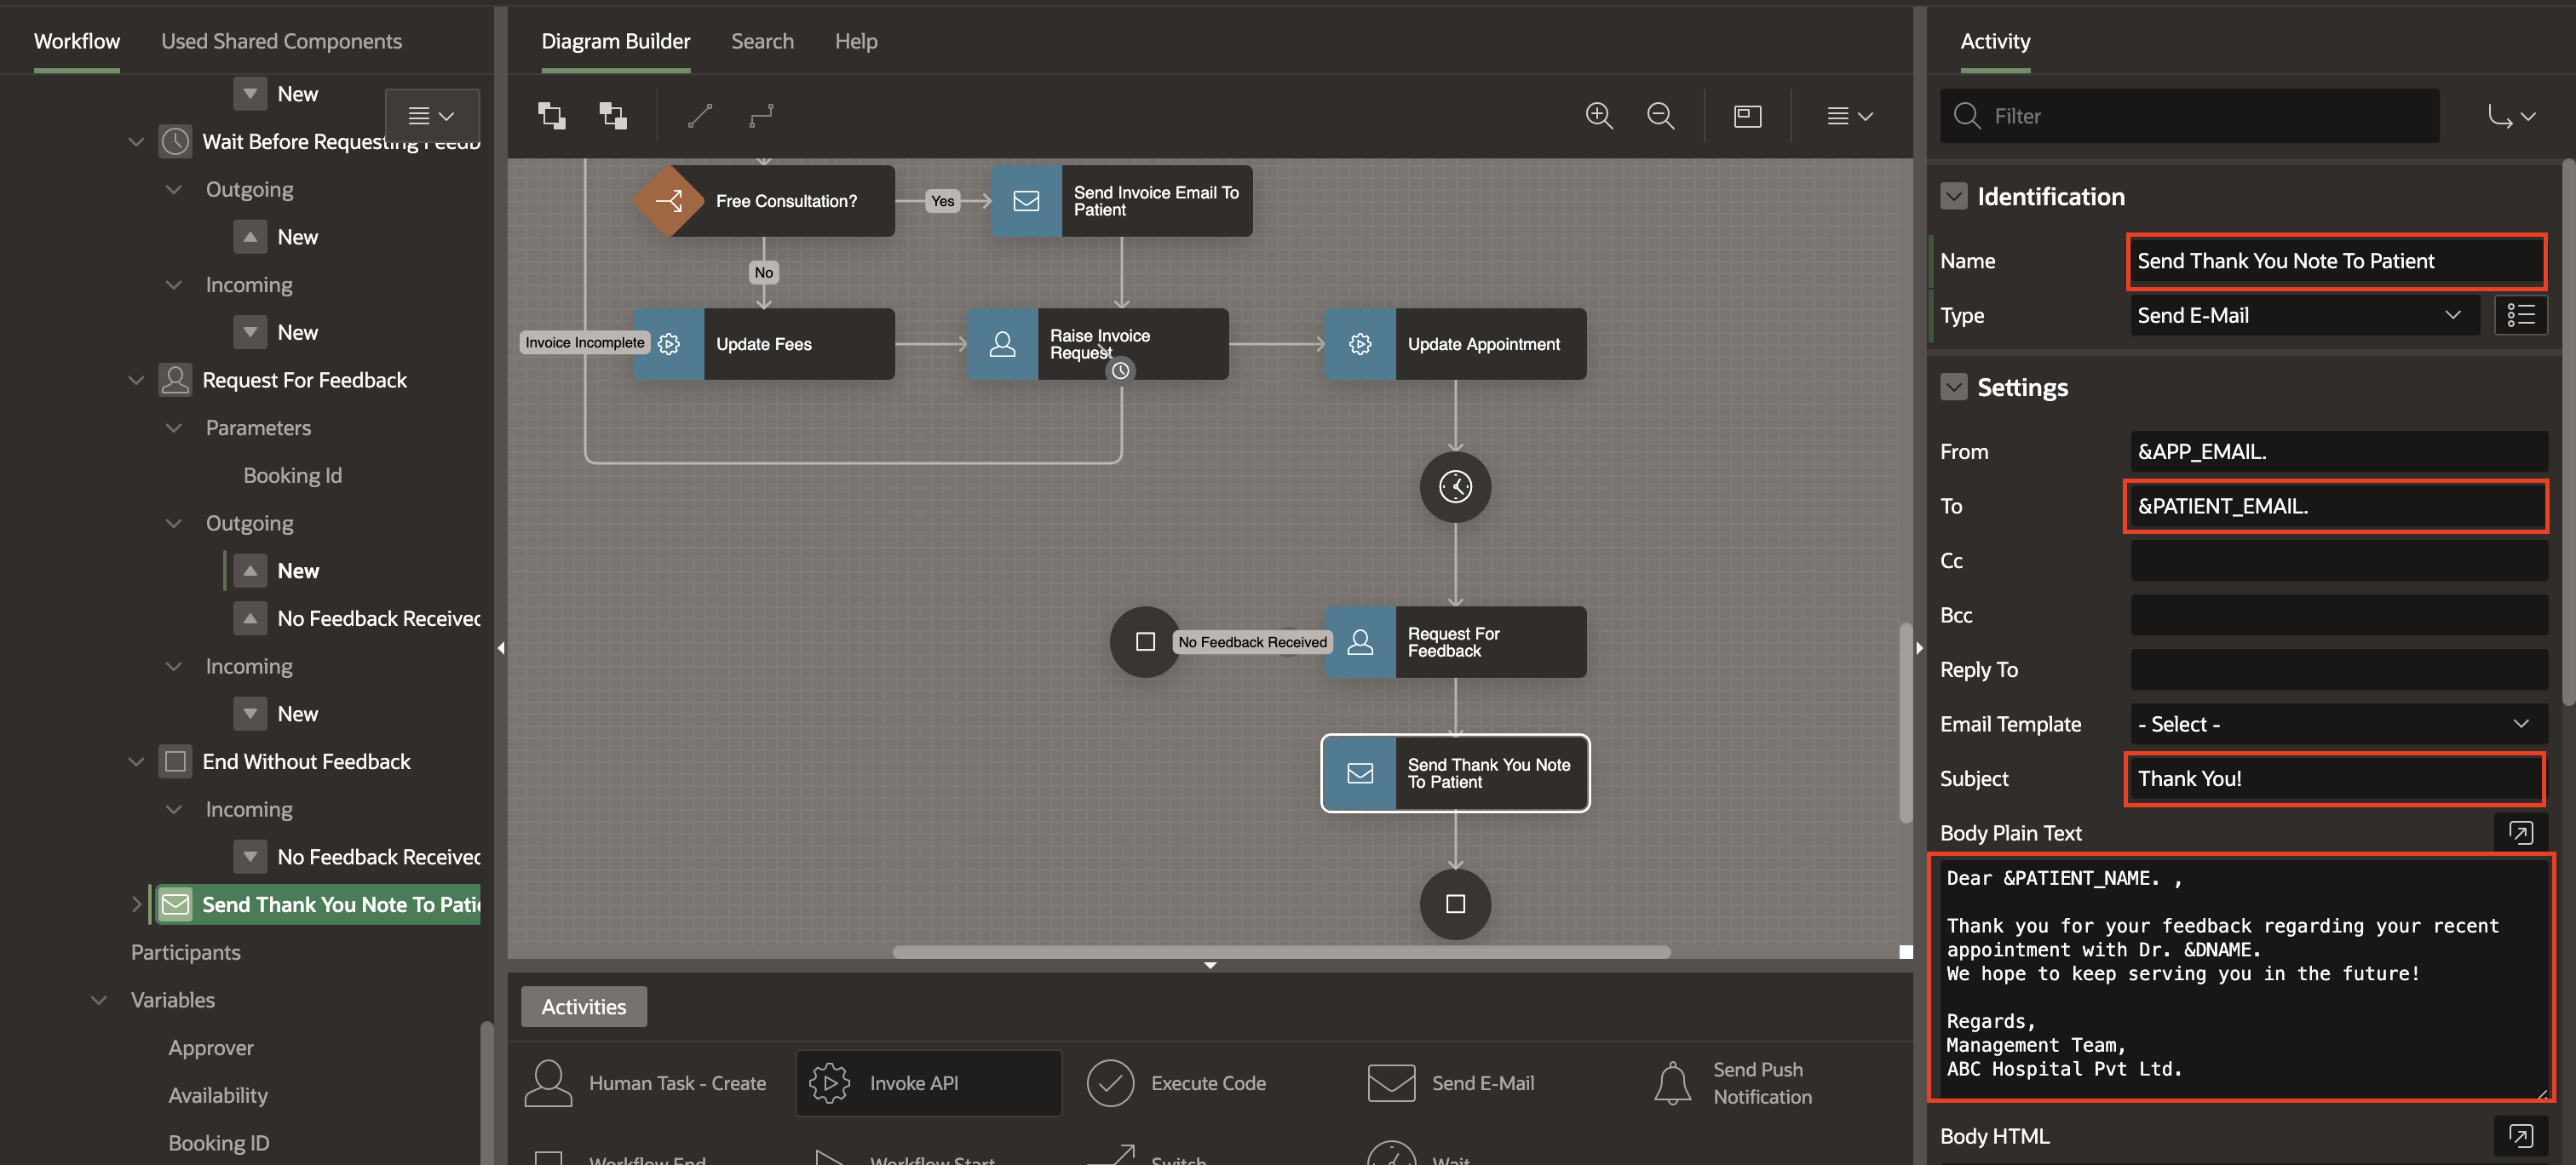 Workflow
Used Shared Components
New
Wait Before Requesting Feedb
Outgoing
New
Incoming
New
Request For Feedback
Parameters
Booking Id
Outgoing
New
No Feedback Received
Incoming
New
End Without Feedback
Incoming
No Feedback Received
Send Thank You Note To Pati
Participants
Variables
Approver
Availability
Booking ID
Diagram Builder
Search
Help
Free Consultation?
Yes
Send Invoice Email To
Patient
No
Invoice Incomplete
Update Fees
Raise Invoice
Request
Update Appointment
No Feedback Received
Request For
Feedback
Send Thank You Note
To Patient
Activities
Human Task - Create
Invoke API
Execute Code
Send E-Mail
Send Push
Notification
Workflow End
Workflow Start
Switch
Wait
Activity
Filter
Identification
Name
Send Thank You Note To Patient
Type
Send E-Mail
Settings
From
&APP_EMAIL.
To
&PATIENT_EMAIL.
Cc
Bcc
Reply To
Email Template
- Select -
Subject
Thank You!
Body Plain Text
Dear &PATIENT_NAME. ,
Thank you for your feedback regarding your recent
appointment with Dr. &DNAME.
We hope to keep serving you in the future!
Regards,
Management Team,
ABC Hospital Pvt Ltd.
Body HTML